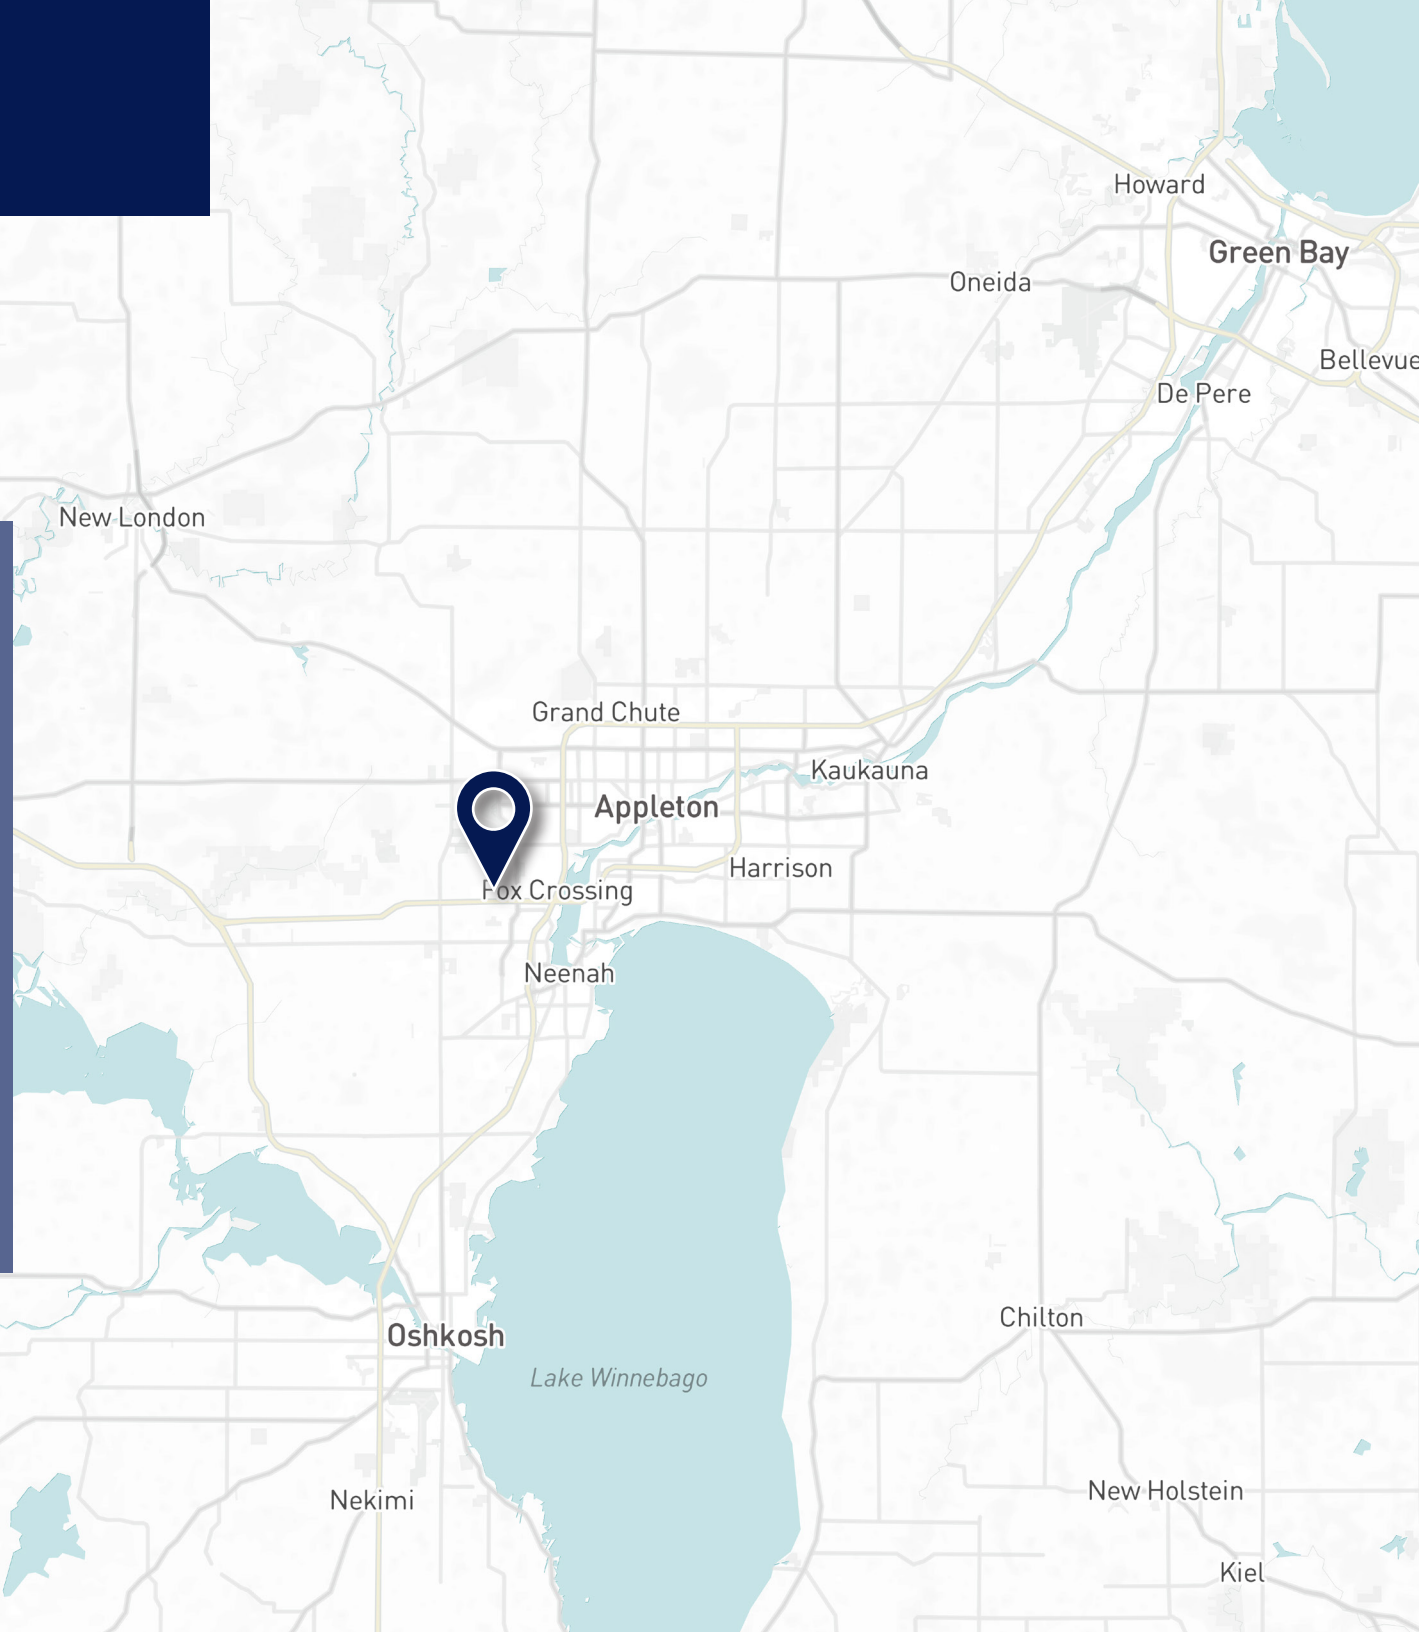 Howard
Green Bay
Oneida
Bellevue
De Pere
New London
Grand Chute
Kaukauna
Appleton
Harrison
Fox Crossing
Neenah
Chilton
Oshkosh
Lake Winnebago
New Holstein
Nekimi
Kiel